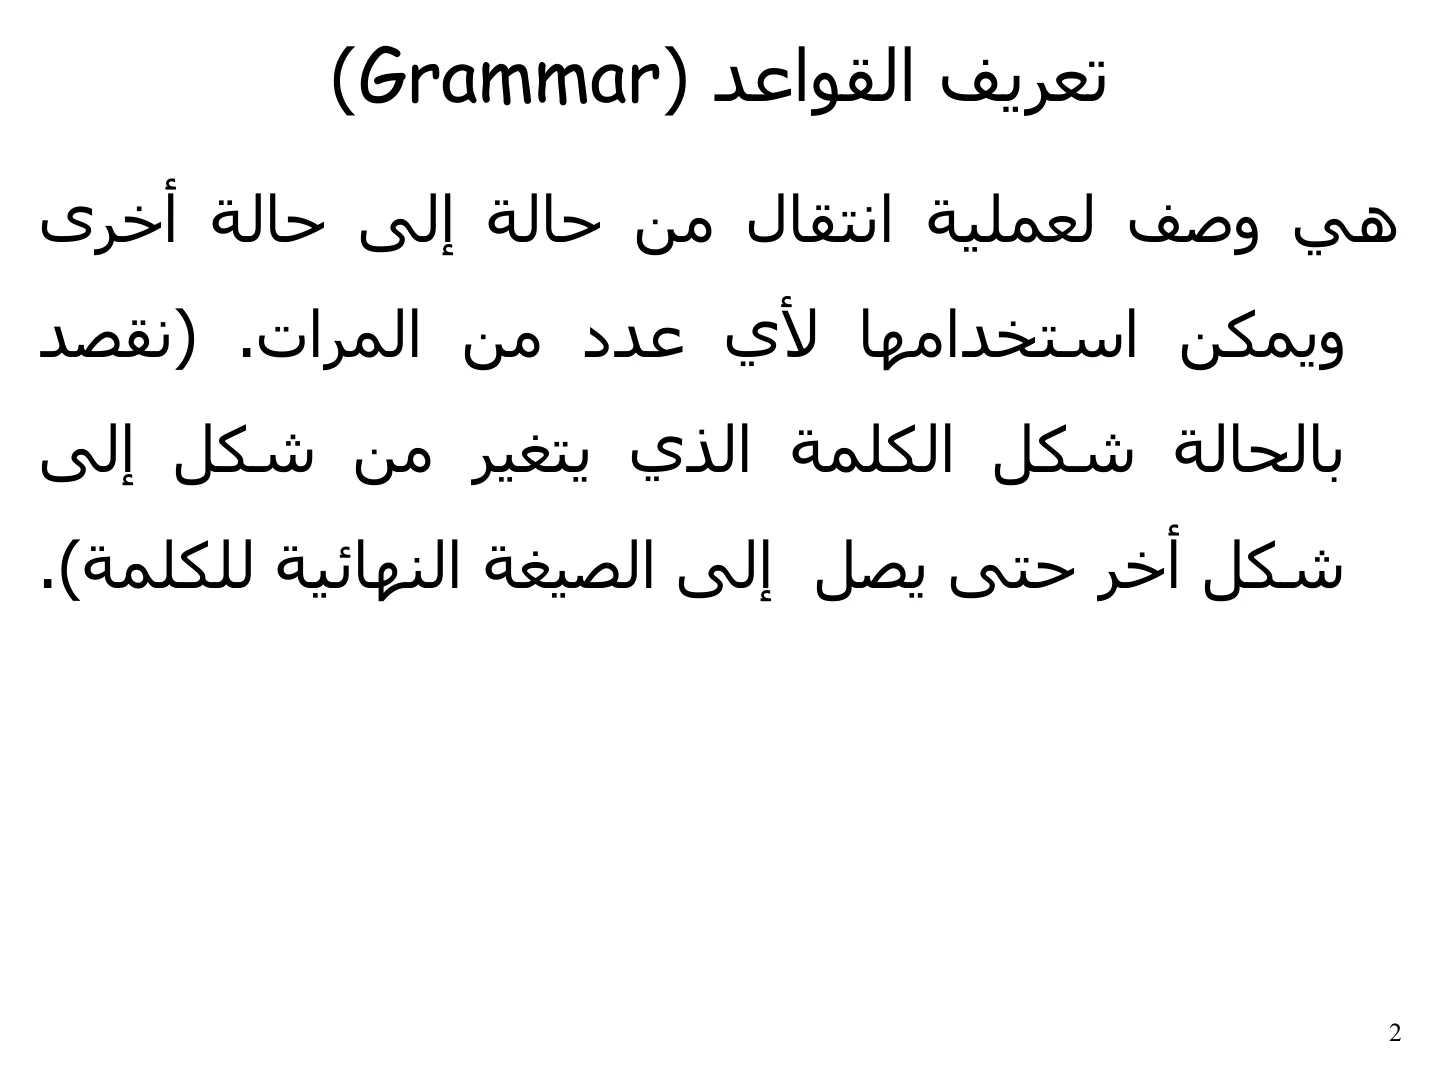 تعريف القواعد (Grammar)
هي وصف لعملية انتقال من حالة إلى حالة أخرى
ويمكن استخدامها لأي عدد من المرات. (نقصد
بالحالة شكل الكلمة الذي يتغير من شكل إلى
شكل أخر حتى يصل إلى الصيغة النهائية للكلمة).
2